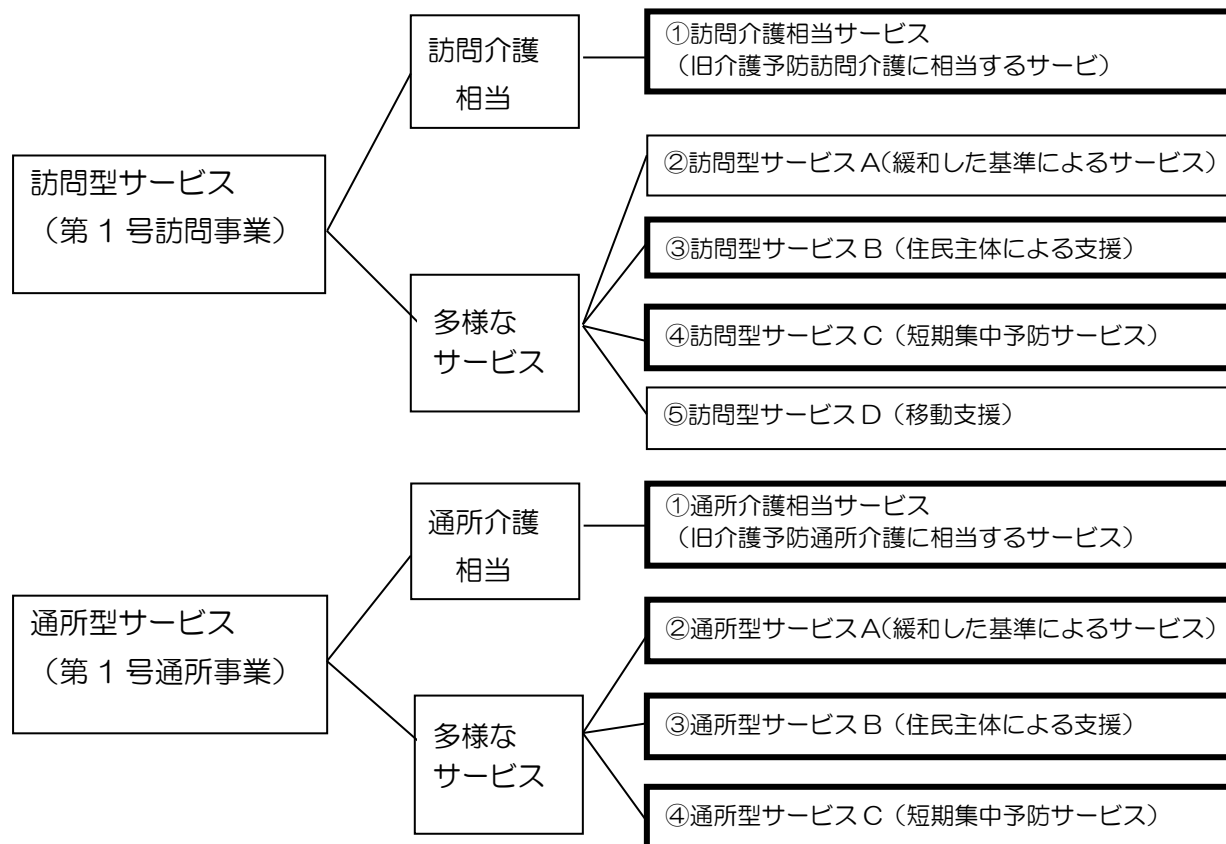 訪問型サービス
（第 1 号訪問事業）
訪問介護
相当
①訪問介護相当サービス
（旧介護予防訪問介護に相当するサービ）
多様な
サービス
②訪問型サービスA(緩和した基準によるサービス）
③訪問型サービスB（住民主体による支援）
④訪問型サービスC（短期集中予防サービス）
⑤訪問型サービスD（移動支援）
通所型サービス
（第 1 号通所事業）
通所介護
相当
①通所介護相当サービス
（旧介護予防通所介護に相当するサービス）
多様な
サービス
②通所型サービスA(緩和した基準によるサービス）
③通所型サービスB（住民主体による支援）
④通所型サービスC（短期集中予防サービス）